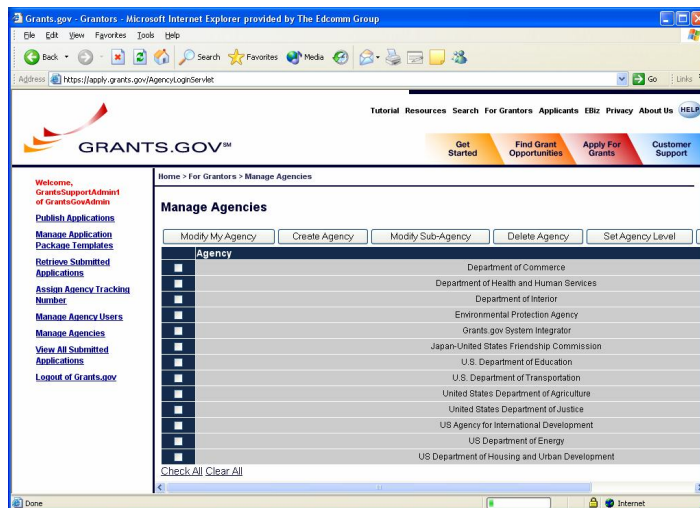 Grants.gov - Grantors - Microsoft Internet Explorer provided by The Edcomm Group
File Edit View Favorites Tools Help
Back Search Favorites Media
Address https://apply.grants.gov/AgencyLoginServlet Go Links
Tutorial Resources Search For Grantors Applicants EBiz Privacy About Us HELP
GRANTS.GOV℠
Get Started
Find Grant Opportunities
Apply For Grants
Customer Support
Welcome,
GrantsSupportAdmin1
of GrantsGovAdmin
Publish Applications
Manage Application
Package Templates
Retrieve Submitted
Applications
Assign Agency Tracking
Number
Manage Agency Users
Manage Agencies
View All Submitted
Applications
Logout of Grants.gov
Home > For Grantors > Manage Agencies
Manage Agencies
Modify My Agency Create Agency Modify Sub-Agency Delete Agency Set Agency Level
Agency
Department of Commerce
Department of Health and Human Services
Department of Interior
Environmental Protection Agency
Grants.gov System Integrator
Japan-United States Friendship Commission
U.S. Department of Education
U.S. Department of Transportation
United States Department of Agriculture
United States Department of Justice
US Agency for International Development
US Department of Energy
US Department of Housing and Urban Development
Check All Clear All
Done Internet